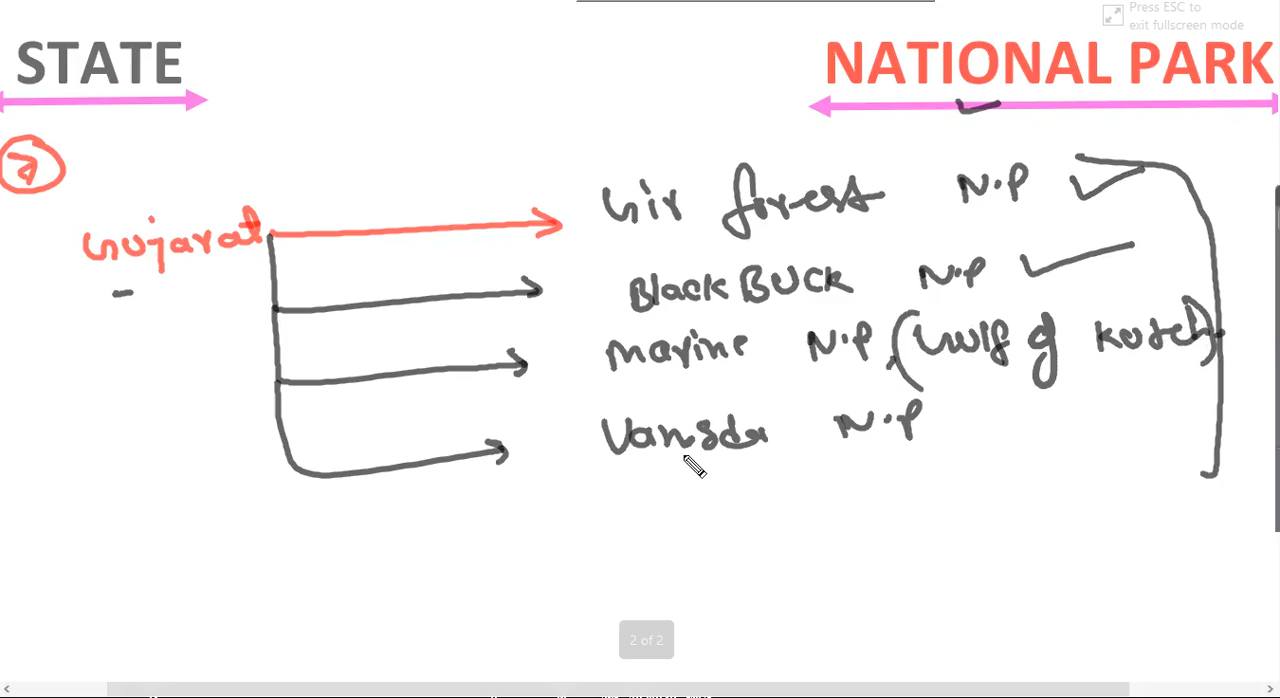 Press ESC to
exit fullscreen mode
STATE
NATIONAL PARK
7
Gujarat
Gir forest N.P
Black BUCK N.P
Marine N.P (Gulf of Kutch)
Vansda N.P
2 of 2